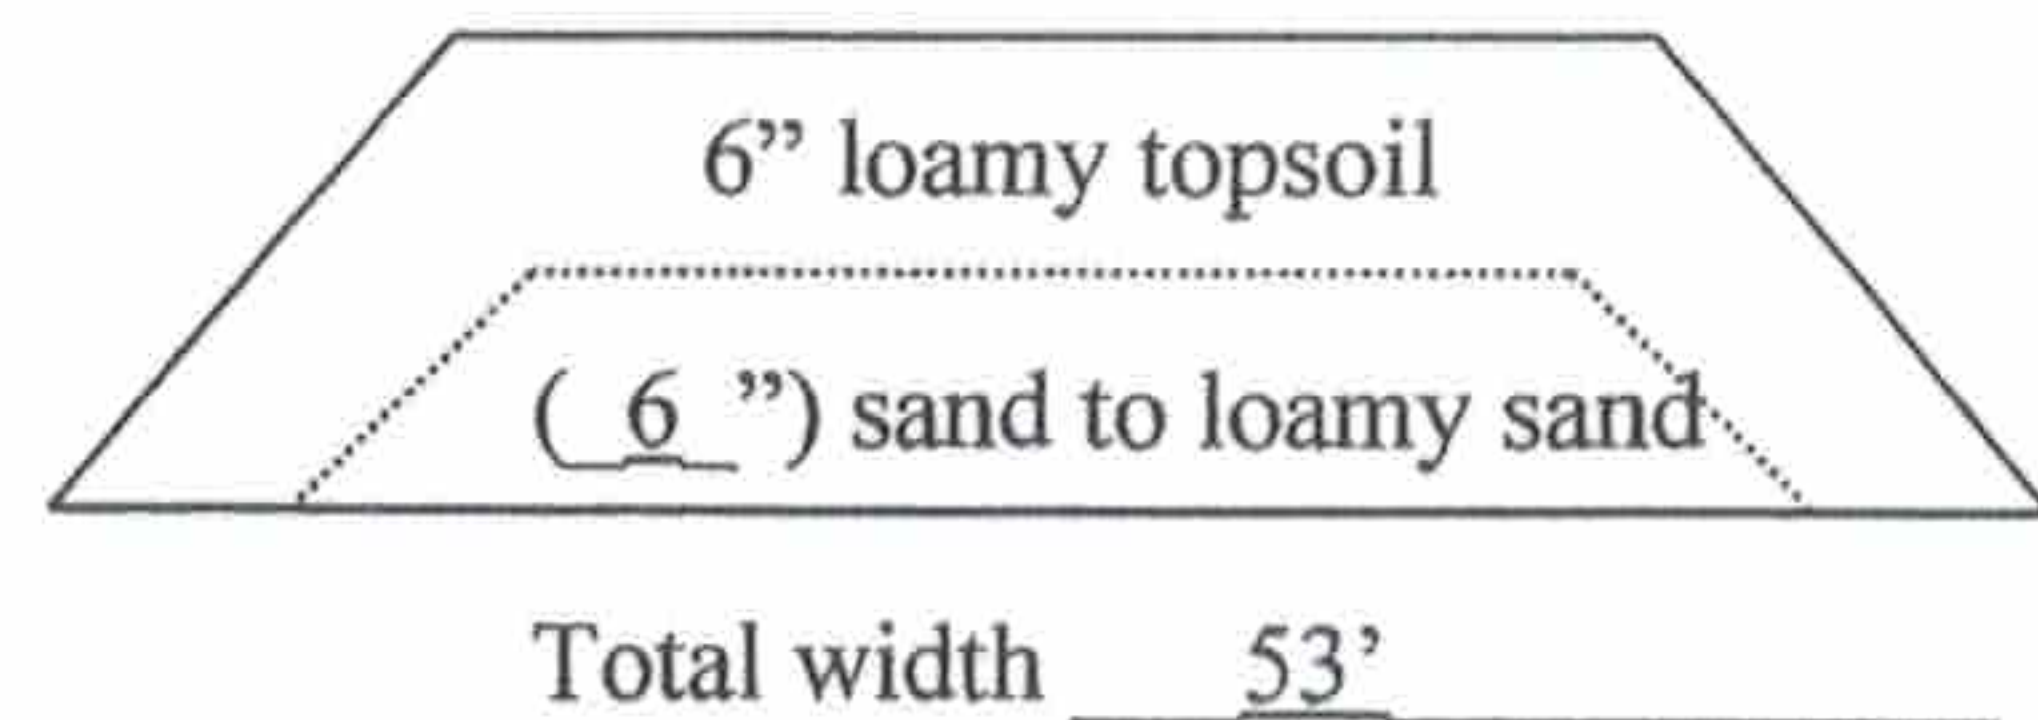 6” loamy topsoil
( 6 ”) sand to loamy sand
Total width 53’